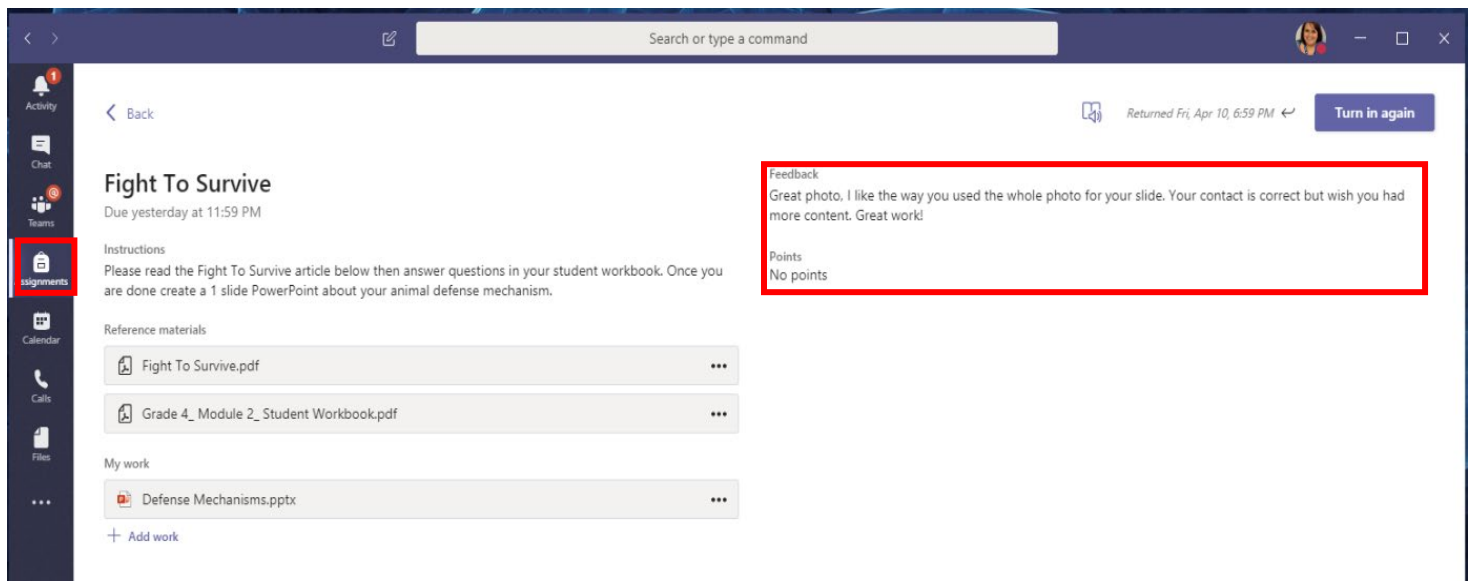 Search or type a command
1
Activity
Chat
@
Teams
ssignments
Calendar
Calls
Files
Back
Returned Fri, Apr 10, 6:59 PM
Turn in again
Fight To Survive
Due yesterday at 11:59 PM
Instructions
Please read the Fight To Survive article below then answer questions in your student workbook. Once you
are done create a 1 slide PowerPoint about your animal defense mechanism.
Reference materials
Fight To Survive.pdf
Grade 4_ Module 2_ Student Workbook.pdf
My work
Defense Mechanisms.pptx
+ Add work
Feedback
Great photo, I like the way you used the whole photo for your slide. Your contact is correct but wish you had
more content. Great work!
Points
No points